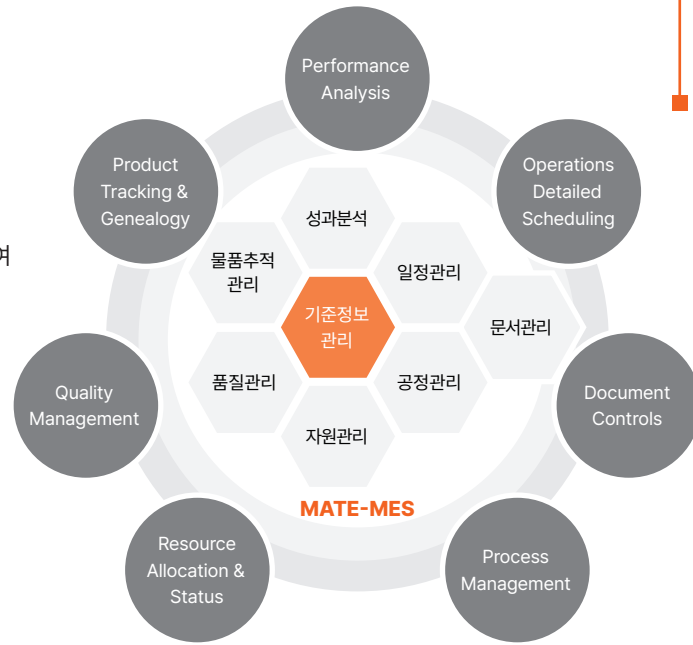 Performance
Analysis
Product
Tracking &
Genealogy
Operations
Detailed
Scheduling
성과분석
물품추적
관리
일정관리
여
기준정보
관리
문서관리
품질관리
공정관리
Quality
Management
Document
Controls
자원관리
MATE-MES
Resource
Allocation &
Status
Process
Management